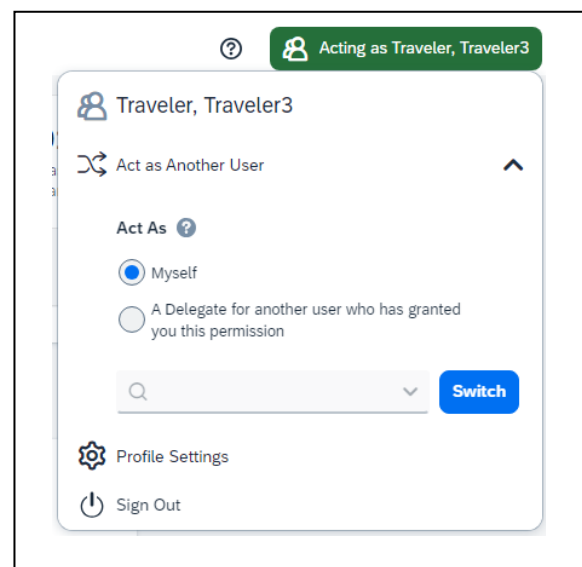 Acting as Traveler, Traveler3
Traveler, Traveler3
Act as Another User
Act As
Myself
A Delegate for another user who has granted
you this permission
Switch
Profile Settings
Sign Out